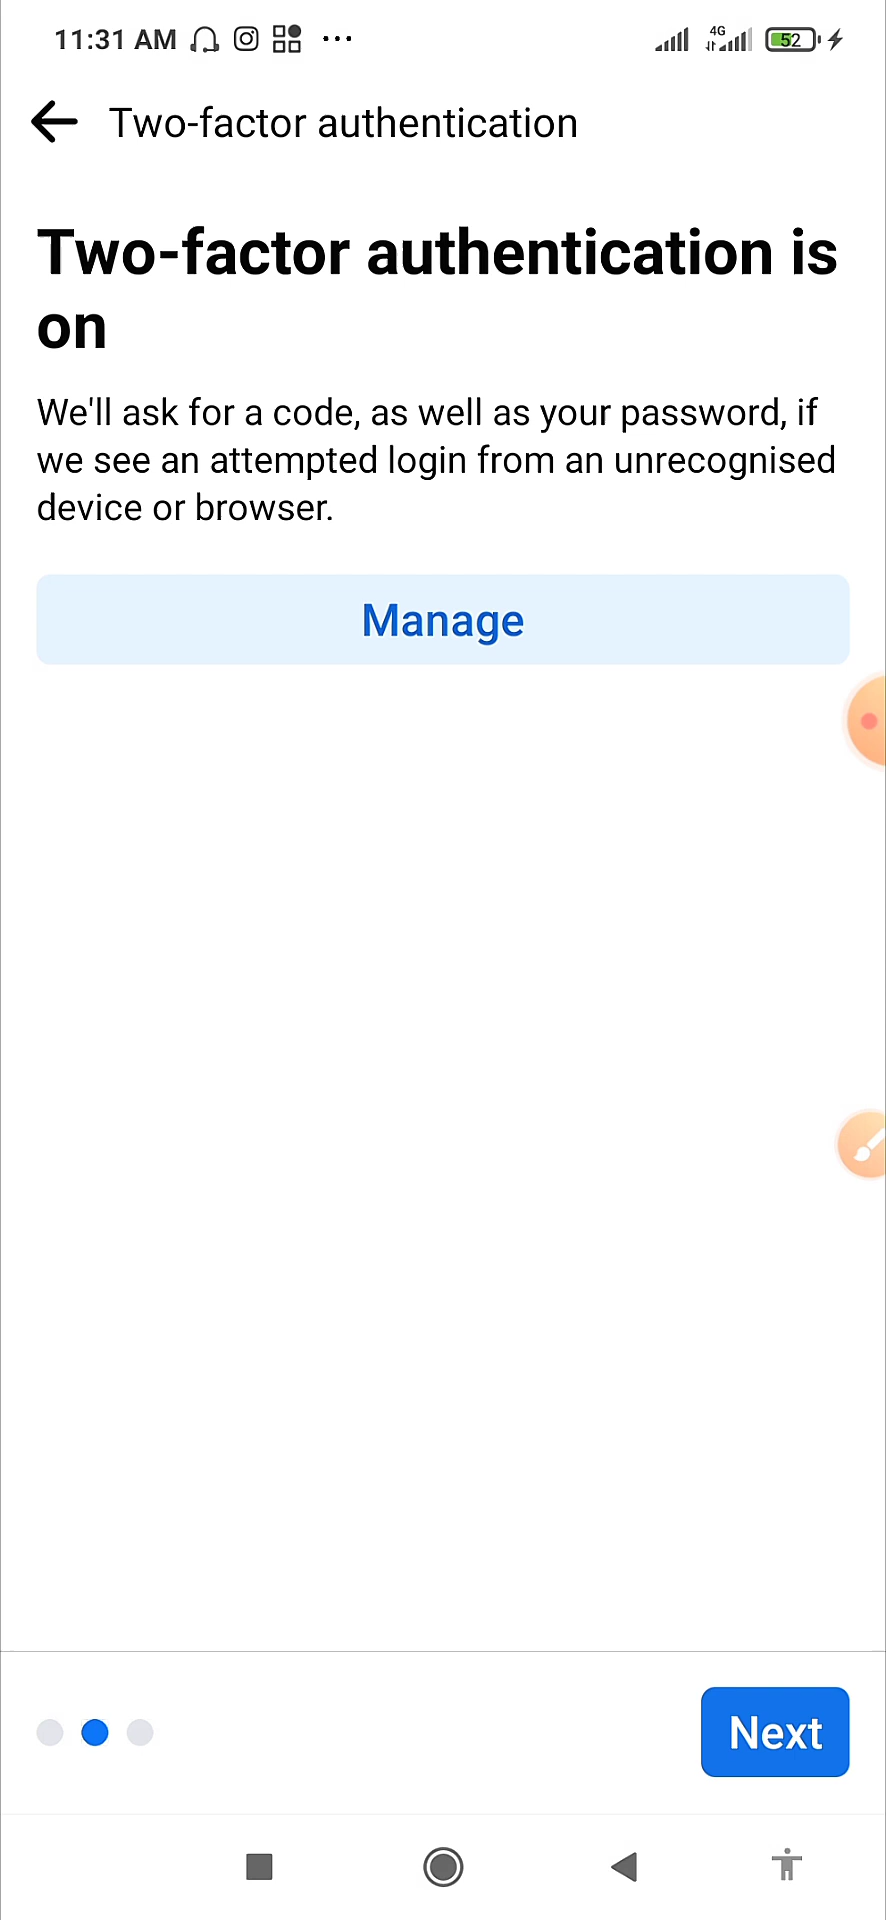 11:31 AM
4G
52
Two-factor authentication
Two-factor authentication is
on
We'll ask for a code, as well as your password, if
we see an attempted login from an unrecognised
device or browser.
Manage
Next